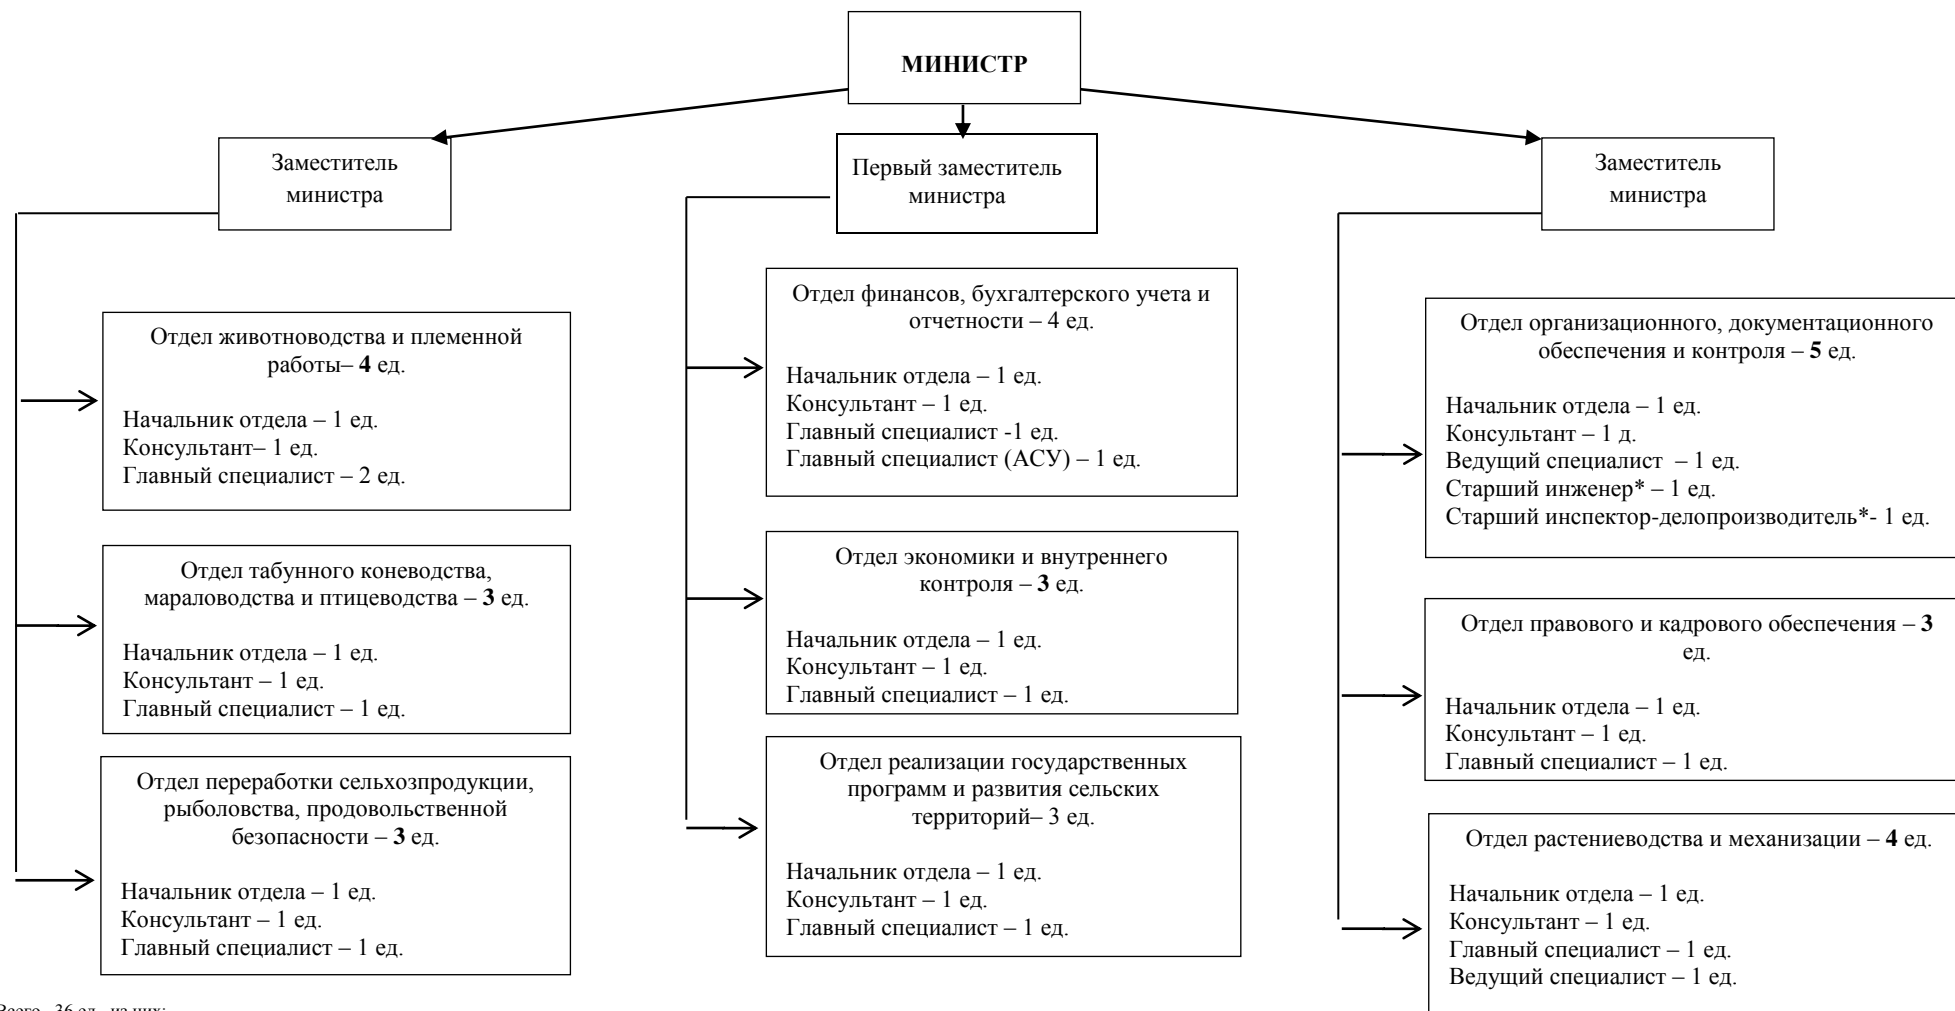 МИНИСТР
Заместитель
министра
Первый заместитель
министра
Заместитель
министра
Отдел животноводства и племенной
работы– 4 ед.
Начальник отдела – 1 ед.
Консультант– 1 ед.
Главный специалист – 2 ед.
Отдел табунного коневодства,
мараловодства и птицеводства – 3 ед.
Начальник отдела – 1 ед.
Консультант – 1 ед.
Главный специалист – 1 ед.
Отдел переработки сельхозпродукции,
рыболовства, продовольственной
безопасности – 3 ед.
Начальник отдела – 1 ед.
Консультант – 1 ед.
Главный специалист – 1 ед.
Отдел финансов, бухгалтерского учета и
отчетности – 4 ед.
Начальник отдела – 1 ед.
Консультант – 1 ед.
Главный специалист -1 ед.
Главный специалист (АСУ) – 1 ед.
Отдел экономики и внутреннего
контроля – 3 ед.
Начальник отдела – 1 ед.
Консультант – 1 ед.
Главный специалист – 1 ед.
Отдел реализации государственных
программ и развития сельских
территорий– 3 ед.
Начальник отдела – 1 ед.
Консультант – 1 ед.
Главный специалист – 1 ед.
Отдел организационного, документационного
обеспечения и контроля – 5 ед.
Начальник отдела – 1 ед.
Консультант – 1 д.
Ведущий специалист – 1 ед.
Старший инженер* – 1 ед.
Старший инспектор-делопроизводитель*- 1 ед.
Отдел правового и кадрового обеспечения – 3
ед.
Начальник отдела – 1 ед.
Консультант – 1 ед.
Главный специалист – 1 ед.
Отдел растениеводства и механизации – 4 ед.
Начальник отдела – 1 ед.
Консультант – 1 ед.
Главный специалист – 1 ед.
Ведущий специалист – 1 ед.